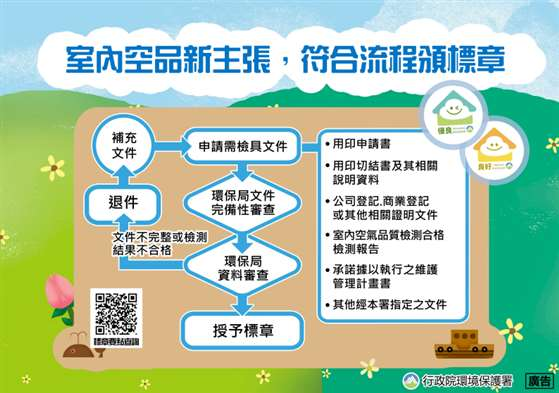 室內空品新主張，符合流程頒標章
優良
良好
補充
文件
申請需檢具文件
退件
文件不完整或檢測
結果不合格
環保局文件
完備性審查
環保局
資料審查
授予標章
•用印申請書
•用印切結書及其相關
說明資料
•公司登記、商業登記
或其他相關證明文件
•室內空氣品質檢測合格
檢測報告
•承諾據以執行之維護
管理計畫書
•其他經本署指定之文件
標章要點查詢
行政院環境保護署
廣告